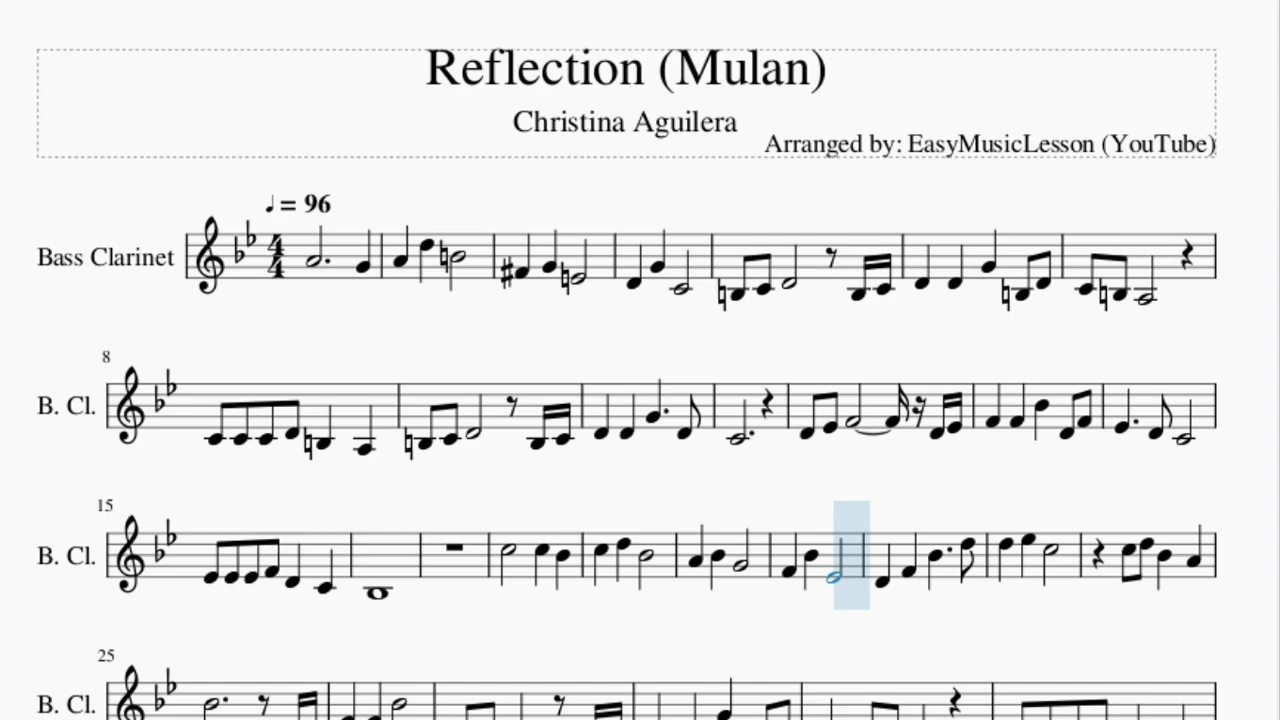 Reflection (Mulan)
Christina Aguilera
Arranged by: EasyMusicLesson (YouTube)
♩ = 96
Bass Clarinet
4
4
8
B. Cl.
15
B. Cl.
25
B. Cl.